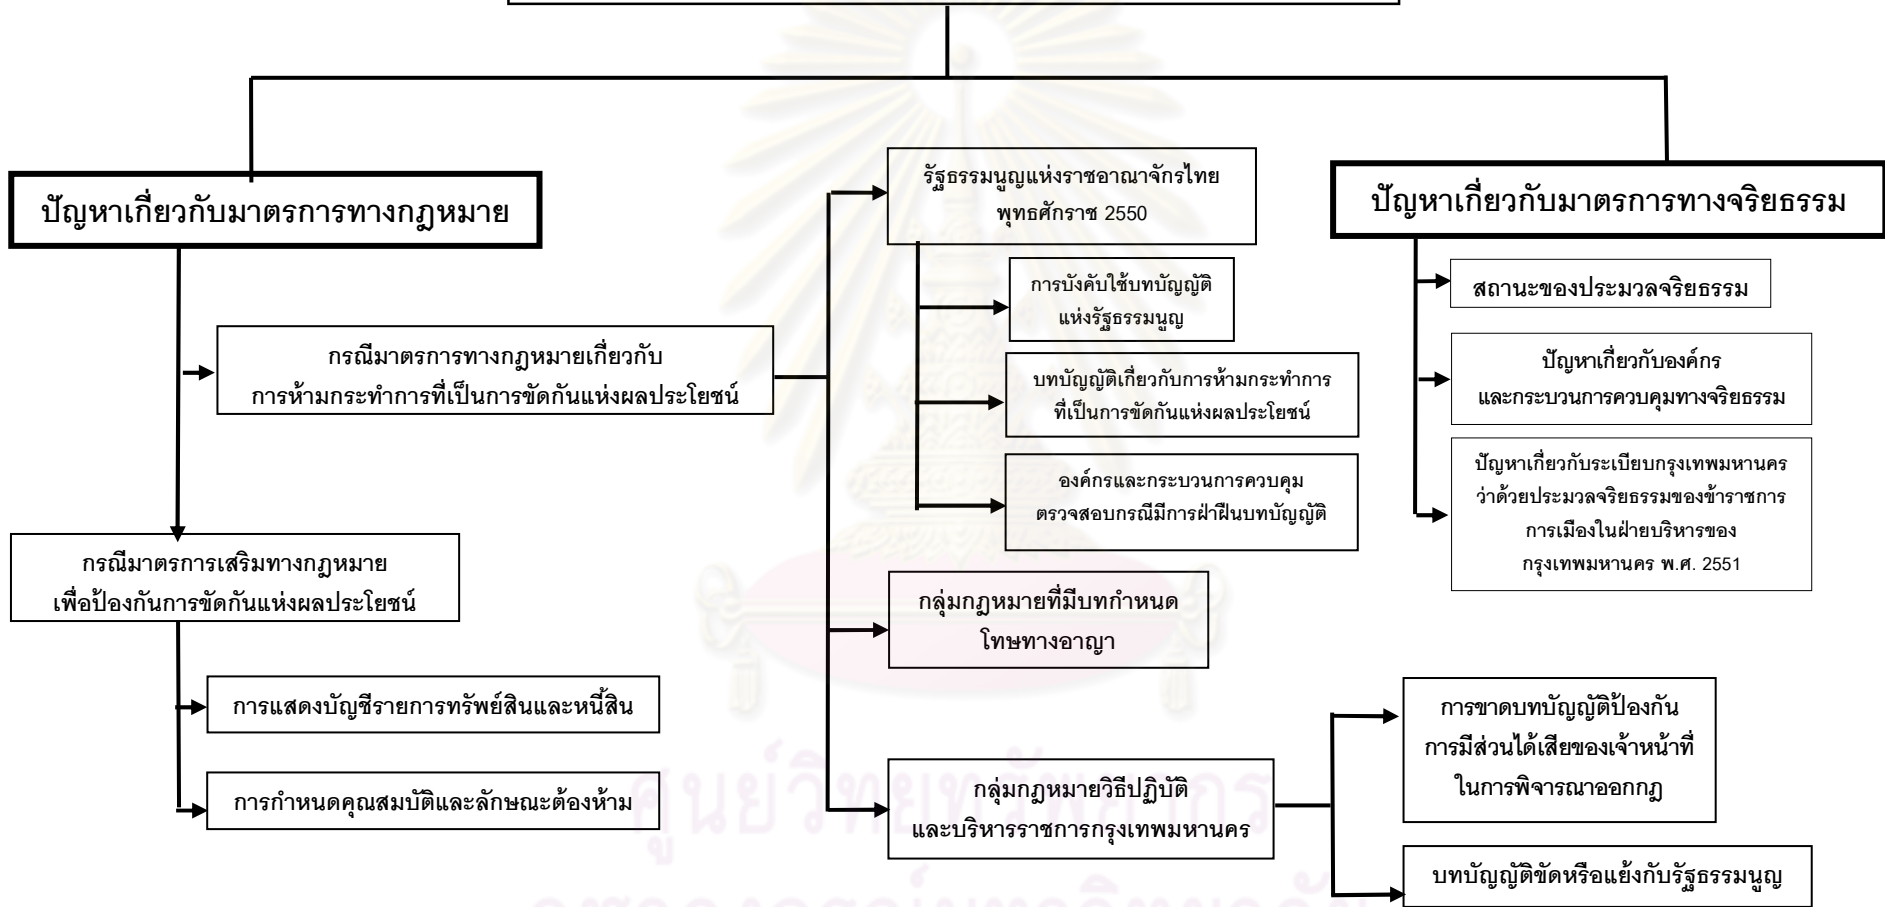 ปัญหาเกี่ยวกับมาตรการทางกฎหมาย
กรณีมาตรการทางกฎหมายเกี่ยวกับ
การห้ามกระทำการที่เป็นการขัดกันแห่งผลประโยชน์
กรณีมาตรการเสริมทางกฎหมาย
เพื่อป้องกันการขัดกันแห่งผลประโยชน์
การแสดงบัญชีรายการทรัพย์สินและหนี้สิน
การกำหนดคุณสมบัติและลักษณะต้องห้าม
รัฐธรรมนูญแห่งราชอาณาจักรไทย
พุทธศักราช 2550
การบังคับใช้บทบัญญัติ
แห่งรัฐธรรมนูญ
บทบัญญัติเกี่ยวกับการห้ามกระทำการ
ที่เป็นการขัดกันแห่งผลประโยชน์
องค์กรและกระบวนการควบคุม
ตรวจสอบกรณีมีการฝ่าฝืนบทบัญญัติ
กลุ่มกฎหมายที่มีบทกำหนด
โทษทางอาญา
กลุ่มกฎหมายวิธีปฏิบัติ
และบริหารราชการกรุงเทพมหานคร
การขาดบทบัญญัติป้องกัน
การมีส่วนได้เสียของเจ้าหน้าที่
ในการพิจารณาออกกฎ
บทบัญญัติขัดหรือแย้งกับรัฐธรรมนูญ
ปัญหาเกี่ยวกับมาตรการทางจริยธรรม
สถานะของประมวลจริยธรรม
ปัญหาเกี่ยวกับองค์กร
และกระบวนการควบคุมทางจริยธรรม
ปัญหาเกี่ยวกับระเบียบกรุงเทพมหานคร
ว่าด้วยประมวลจริยธรรมของข้าราชการ
การเมืองในฝ่ายบริหารของ
กรุงเทพมหานคร พ.ศ. 2551
ศูนย์วิทยทรัพยากร